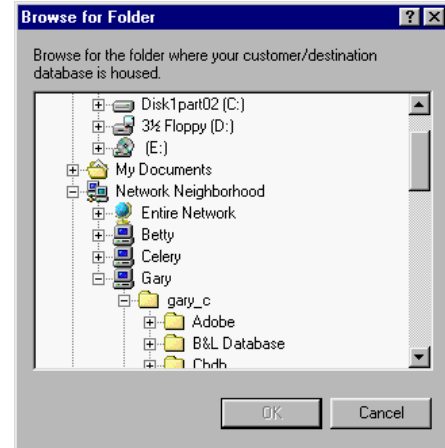 Browse for Folder
Browse for the folder where your customer/destination
database is housed.
Disk1part02 (C:)
3½ Floppy (D:)
(E:)
My Documents
Network Neighborhood
Entire Network
Betty
Celery
Gary
gary_c
Adobe
B&L Database
OK
Cancel